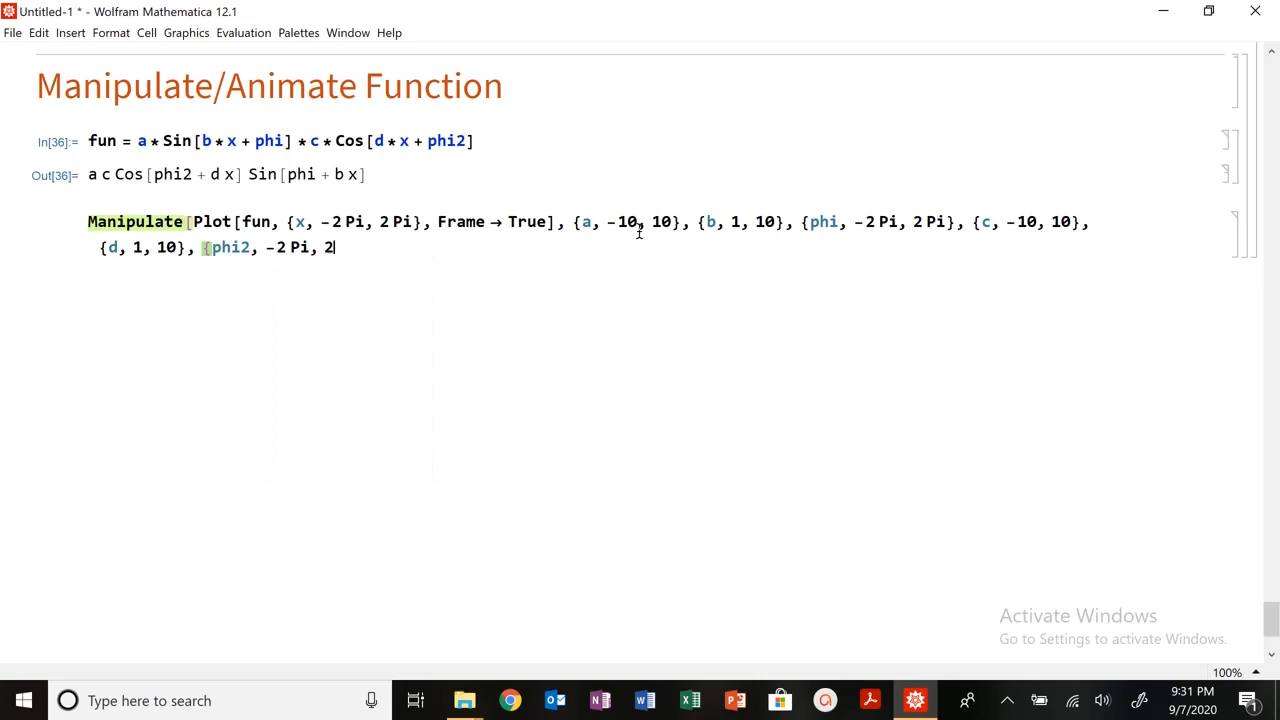 Untitled-1 * - Wolfram Mathematica 12.1
File Edit Insert Format Cell Graphics Evaluation Palettes Window Help
Manipulate/Animate Function
In[36]:= fun = a * Sin[b * x + phi] * c * Cos[d * x + phi2]
Out[36]= a c Cos[phi2 + d x] Sin[phi + b x]
Manipulate[Plot[fun, {x, -2 Pi, 2 Pi}, Frame → True], {a, -10, 10}, {b, 1, 10}, {phi, -2 Pi, 2 Pi}, {c, -10, 10},
{d, 1, 10}, {phi2, -2 Pi, 2
Activate Windows
Go to Settings to activate Windows.
100%
Type here to search
9:31 PM
9/7/2020
1